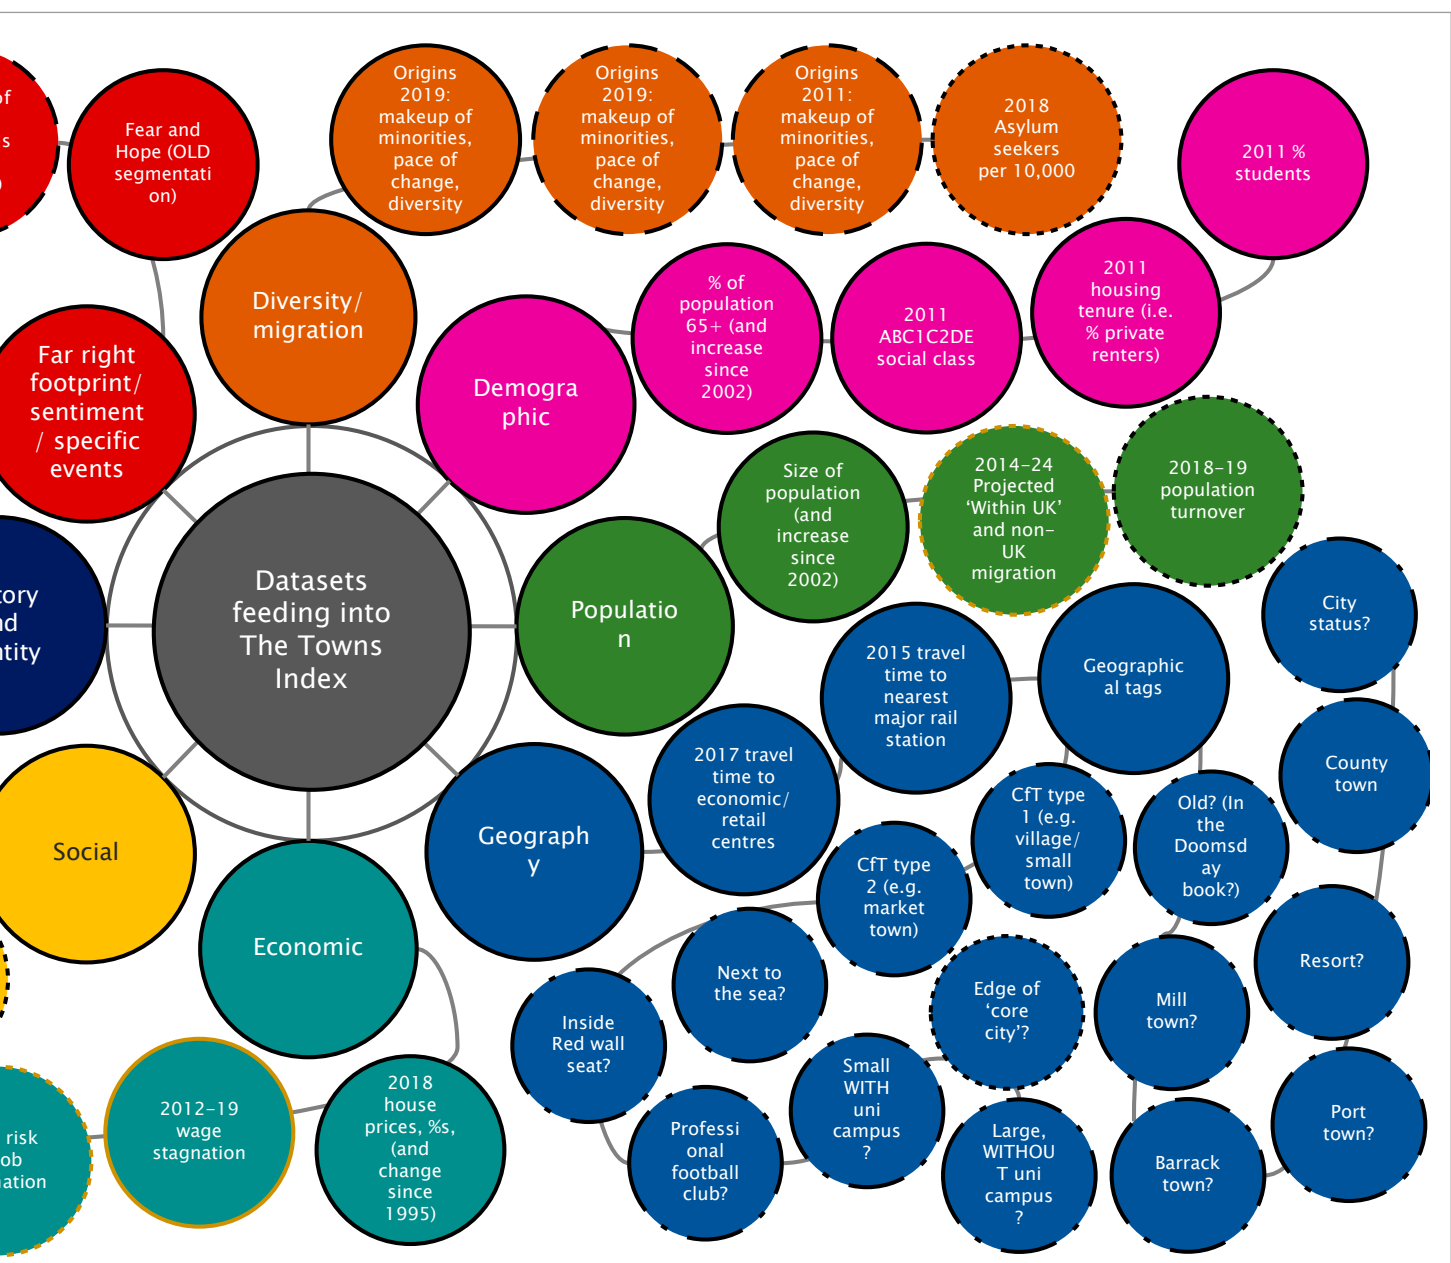 of
s
)
Fear and
Hope (OLD
segmentati
on)
Origins
2019:
makeup of
minorities,
pace of
change,
diversity
Origins
2019:
makeup of
minorities,
pace of
change,
diversity
Origins
2011:
makeup of
minorities,
pace of
change,
diversity
2018
Asylum
seekers
per 10,000
2011 %
students
Diversity/
migration
Far right
footprint/
sentiment
/ specific
events
Demogra
phic
% of
population
65+ (and
increase
since
2002)
2011
ABC1C2DE
social class
2011
housing
tenure (i.e.
% private
renters)
Size of
population
(and
increase
since
2002)
2014–24
Projected
‘Within UK’
and non-
UK
migration
2018–19
population
turnover
Datasets
feeding into
The Towns
Index
Populatio
n
tory
nd
ntity
City
status?
2015 travel
time to
nearest
major rail
station
Geographic
al tags
2017 travel
time to
economic/
retail
centres
County
town
CfT type
1 (e.g.
village/
small
town)
Old? (In
the
Doomsd
ay
book?)
Social
Geograph
y
CfT type
2 (e.g.
market
town)
Economic
Next to
the sea?
Edge of
‘core
city’?
Mill
town?
Resort?
Inside
Red wall
seat?
Small
WITH
uni
campus
?
Professi
onal
football
club?
Large,
WITHOU
T uni
campus
?
Barrack
town?
Port
town?
risk
ob
ation
2012–19
wage
stagnation
2018
house
prices, %s,
(and
change
since
1995)